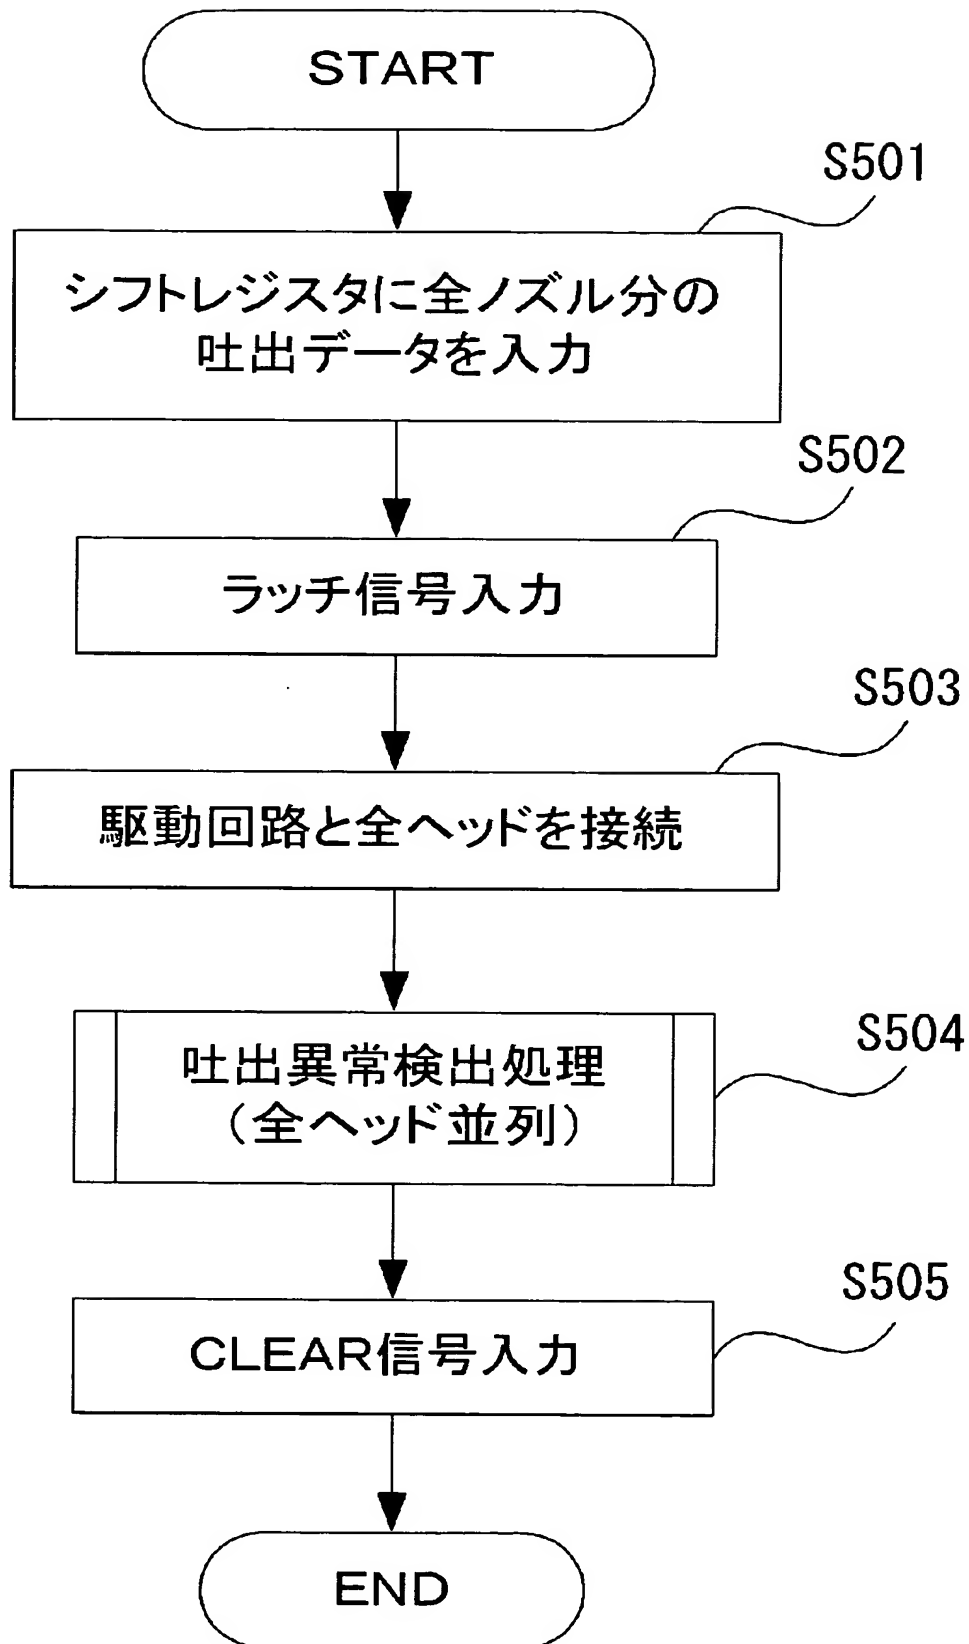 START
S501
シフトレジスタに全ノズル分の
吐出データを入力
S502
ラッチ信号入力
S503
駆動回路と全ヘッドを接続
S504
吐出異常検出処理
(全ヘッド並列)
S505
CLEAR信号入力
END